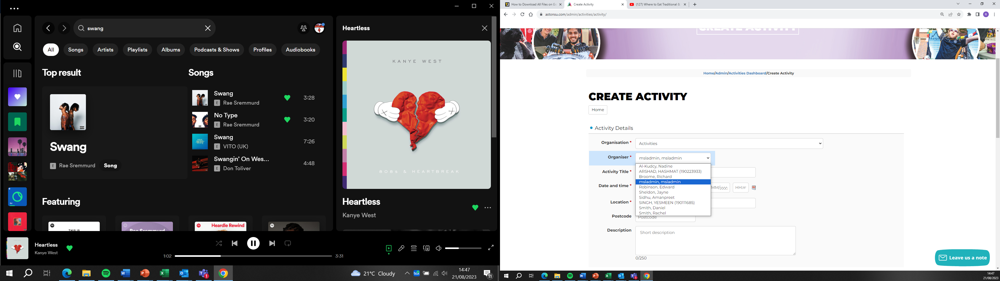 swang
All
Songs
Artists
Playlists
Albums
Podcasts & Shows
Profiles
Audiobooks
Top result
Swang
E Rae Sremmurd
Song
Songs
Swang
E Rae Sremmurd
3:28
No Type
E Rae Sremmurd
3:20
Swang
E VITO (UK)
7:26
Swangin' On Wes...
E Don Toliver
4:48
Featuring
THIS IS
Rae Sremmurd
Heardle Rewind
DJ
Heartless
KANYE WEST
808s & HEARTBREAK
Heartless
Kanye West
Heartless
Kanye West
1:02
3:31
21°C Cloudy
14:47
21/08/2023
11
How to Download All Files on Go
Create Activity
(127) Where to Eat Traditional &
astonsu.com/admin/activities/activity/
R
CREATE ACTIVITY
Home/Admin/Activities Dashboard/Create Activity
CREATE ACTIVITY
Home
Activity Details
Organisation *
Activities
Organiser *
msladmin, msladmin
Al-Kudcy, Nadine
ARSHAD, HASHMAT (190223933)
Broome, Richard
msladmin, msladmin
Robinson, Edward
Sheldon, Jayne
Sidhu, Amanpreet
SINGH, YESMEEN (190111685)
Smith, Daniel
Smith, Rachel
Activity Title *
Date and time *
MM/yyyy
HH:m
Location *
Postcode
Postcode
Description
Short description
0/250
Leave us a note
14:47
21/08/2023